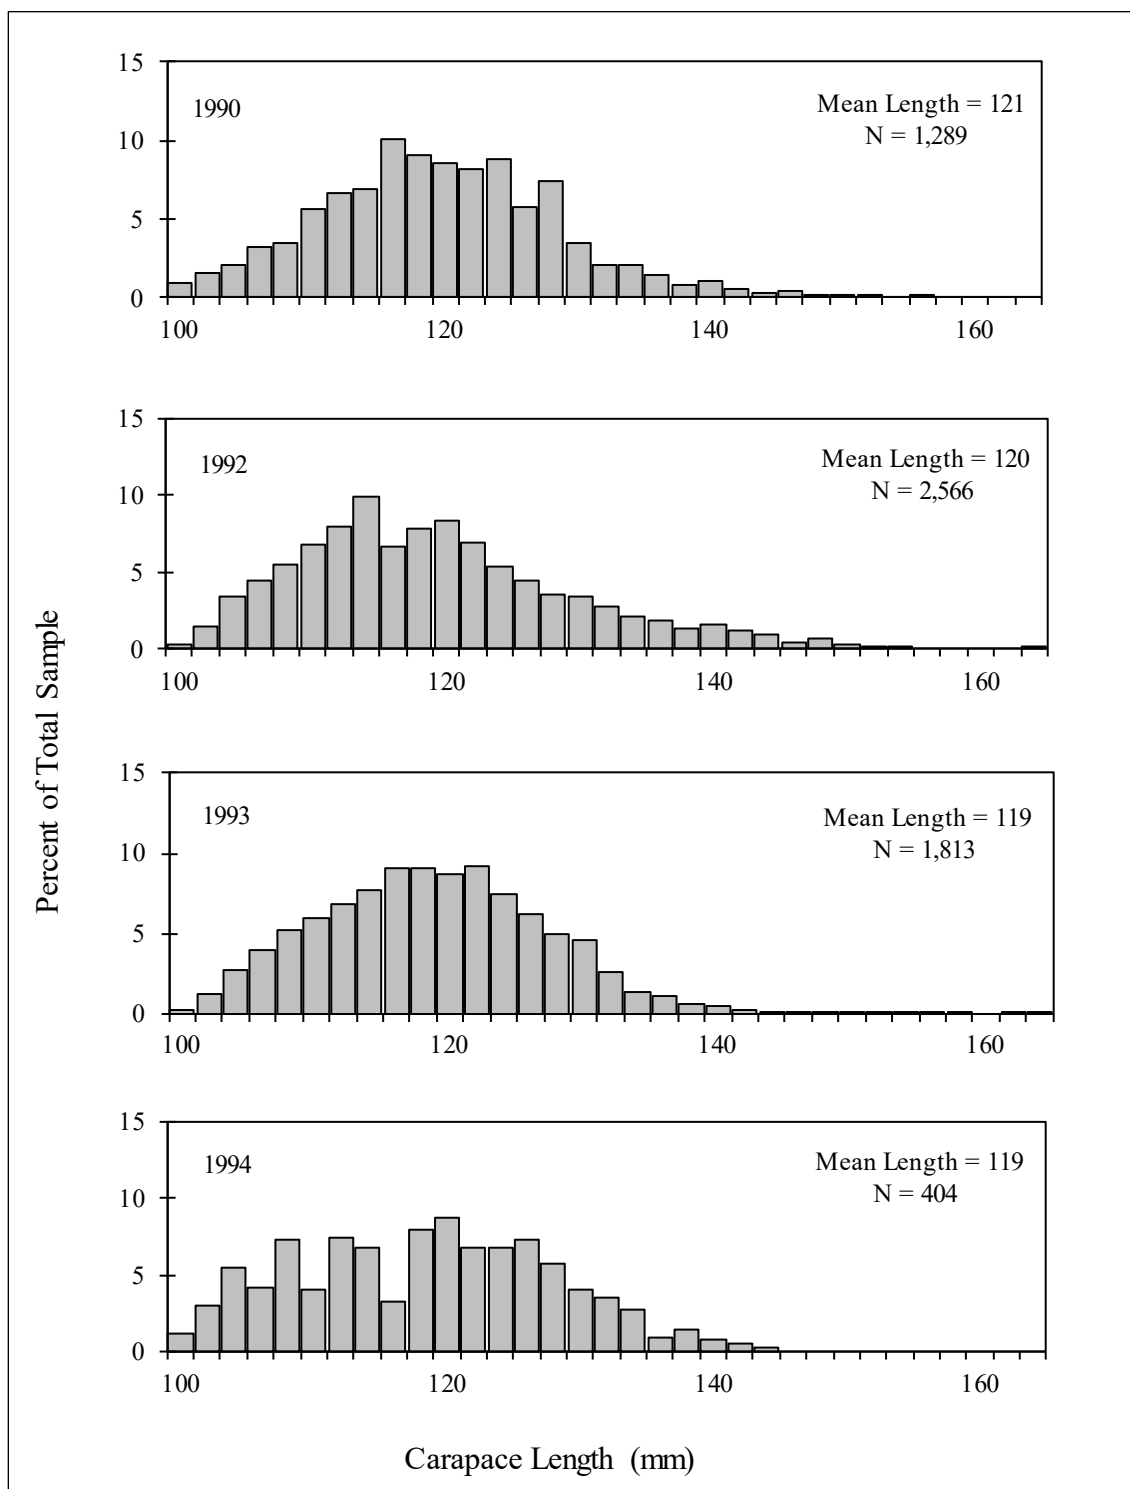 Percent of Total Sample
15
10
5
0
1990
Mean Length = 121
N = 1,289
100 120 140 160
15
10
5
0
1992
Mean Length = 120
N = 2,566
100 120 140 160
15
10
5
0
1993
Mean Length = 119
N = 1,813
100 120 140 160
15
10
5
0
1994
Mean Length = 119
N = 404
100 120 140 160
Carapace Length (mm)